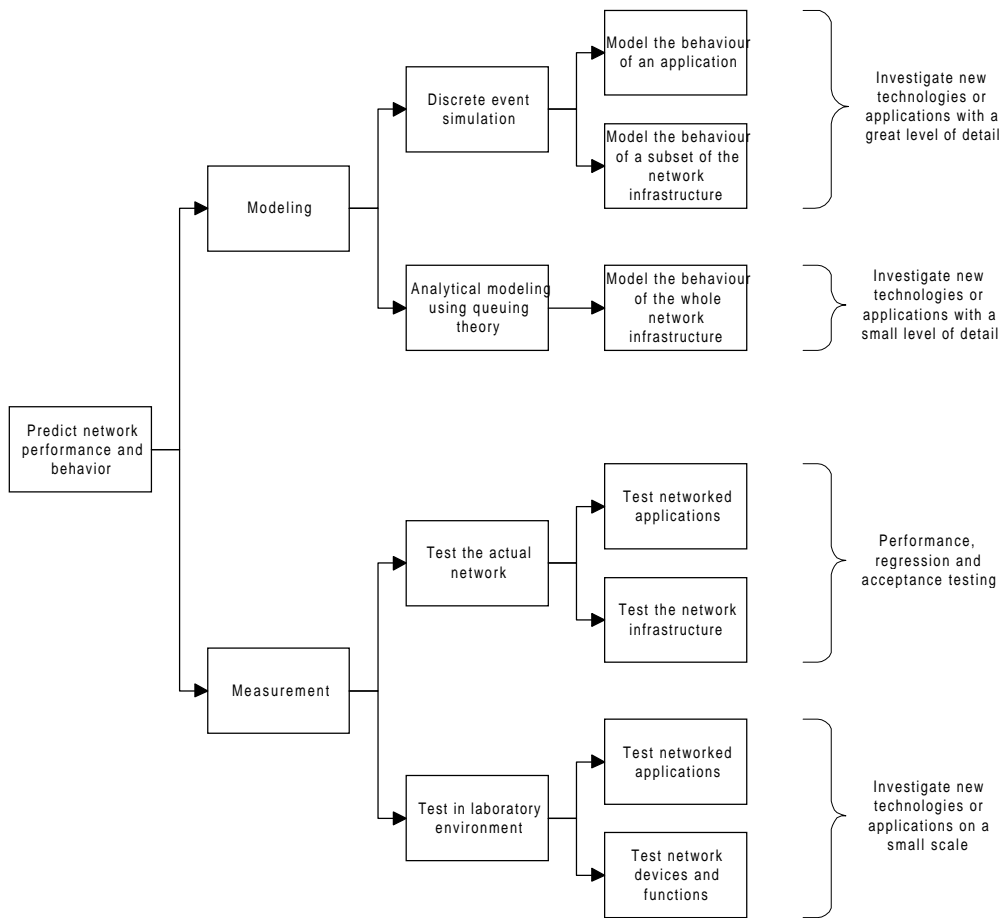 Model the behaviour
of an application
Discrete event
simulation
Investigate new
technologies or
applications with a
great level of detail
Model the behaviour
of a subset of the
network
infrastructure
Modeling
Analytical modeling
using queuing
theory
Model the behaviour
of the whole
network
infrastructure
Investigate new
technologies or
applications with a
small level of detail
Predict network
performance and
behavior
Test networked
applications
Test the actual
network
Performance,
regression and
acceptance testing
Test the network
infrastructure
Measurement
Test networked
applications
Test in laboratory
environment
Investigate new
technologies or
applications on a
small scale
Test network
devices and
functions